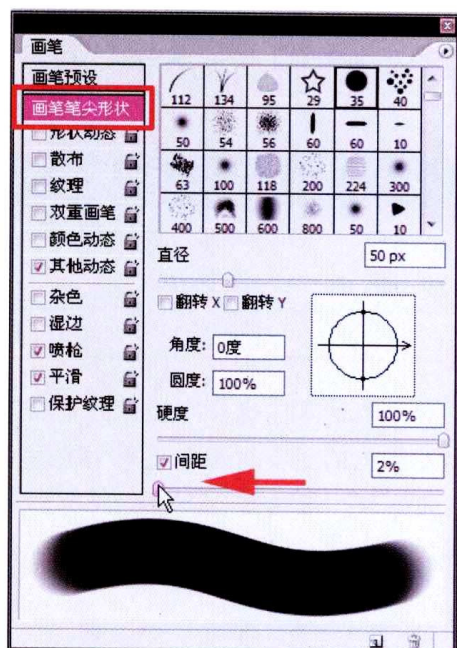 画笔
画笔预设
画笔笔尖形状
形状动态
散布
纹理
双重画笔
颜色动态
其他动态
杂色
湿边
喷枪
平滑
保护纹理
112 134 95 29 35 40
50 54 56 60 60 10
63 100 118 200 224 300
400 500 600 800 50 10
直径 50 px
翻转 X 翻转 Y
角度: 0度
圆度: 100%
硬度 100%
间距 2%